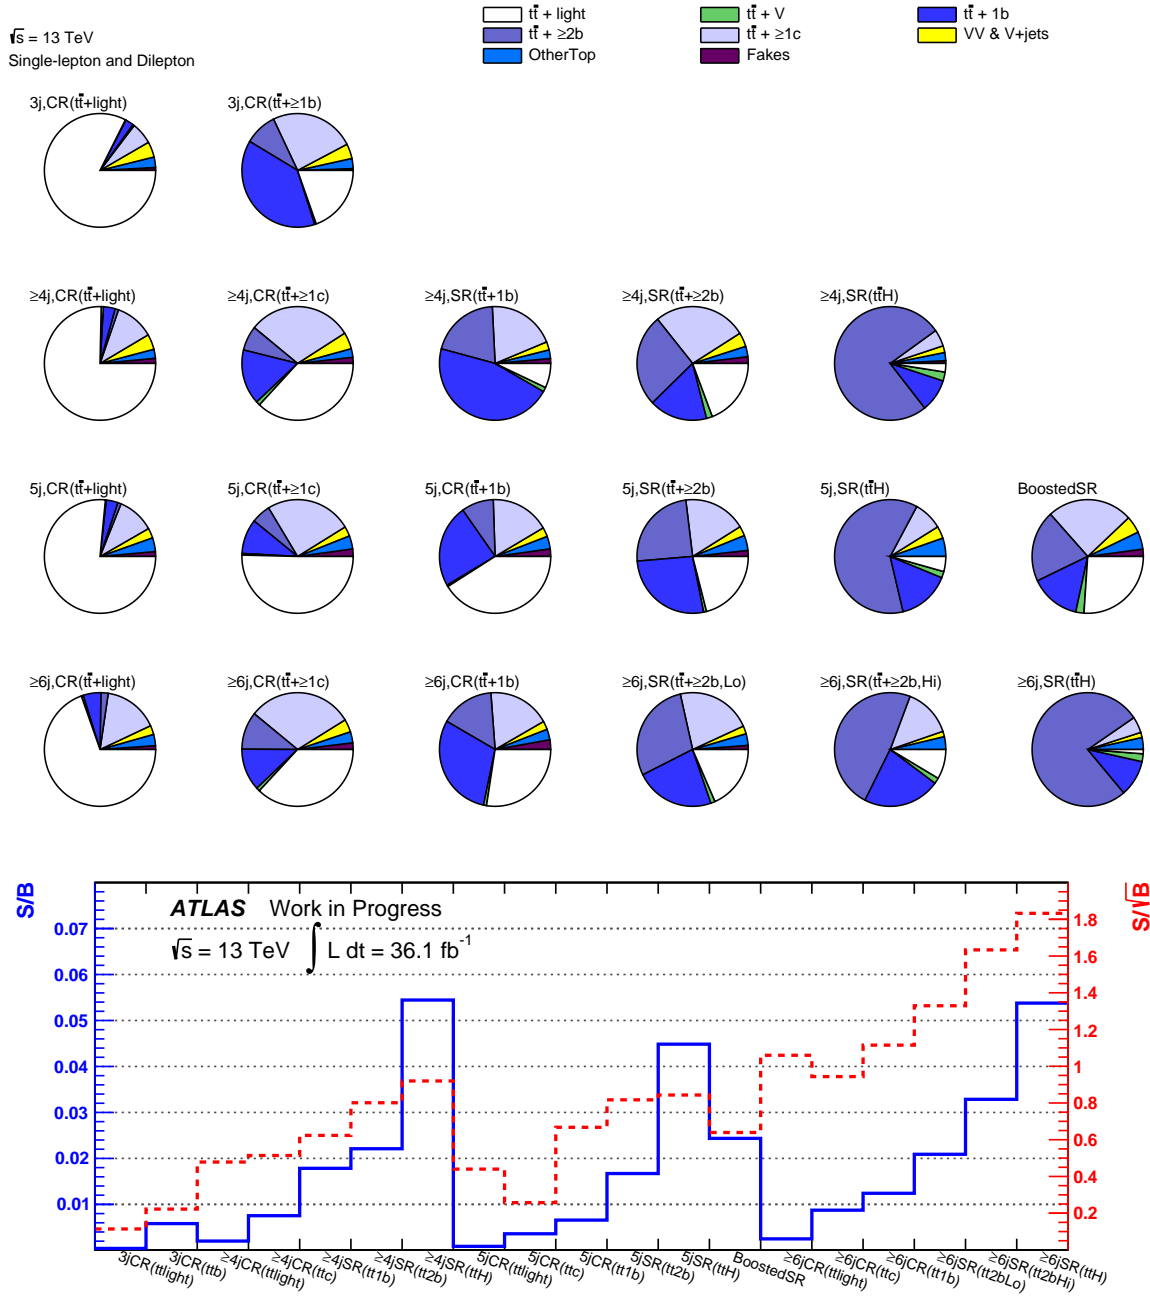 √s = 13 TeV
Single-lepton and Dilepton
tt̄ + light
tt̄ + V
tt̄ + 1b
tt̄ + ≥2b
tt̄ + ≥1c
VV & V+jets
OtherTop
Fakes
3j,CR(tt̄+light)
3j,CR(tt̄+≥1b)
≥4j,CR(tt̄+light)
≥4j,CR(tt̄+≥1c)
≥4j,SR(tt̄+1b)
≥4j,SR(tt̄+≥2b)
≥4j,SR(tt̄H)
5j,CR(tt̄+light)
5j,CR(tt̄+≥1c)
5j,CR(tt̄+1b)
5j,SR(tt̄+≥2b)
5j,SR(tt̄H)
BoostedSR
≥6j,CR(tt̄+light)
≥6j,CR(tt̄+≥1c)
≥6j,CR(tt̄+1b)
≥6j,SR(tt̄+≥2b,Lo)
≥6j,SR(tt̄+≥2b,Hi)
≥6j,SR(tt̄H)
S/B
S/√B
ATLAS Work in Progress
√s = 13 TeV ∫ L dt = 36.1 fb⁻¹
0.07
0.06
0.05
0.04
0.03
0.02
0.01
1.8
1.6
1.4
1.2
1
0.8
0.6
0.4
0.2
3jCR(ttlight)
3jCR(ttb)
≥4jCR(ttlight)
≥4jCR(ttc)
≥4jSR(tt1b)
≥4jSR(tt2b)
≥4jSR(ttH)
5jCR(ttlight)
5jCR(ttc)
5jCR(tt1b)
5jSR(tt2b)
5jSR(ttH)
BoostedSR
≥6jCR(ttlight)
≥6jCR(ttc)
≥6jCR(tt1b)
≥6jSR(tt2bLo)
≥6jSR(tt2bHi)
≥6jSR(ttH)